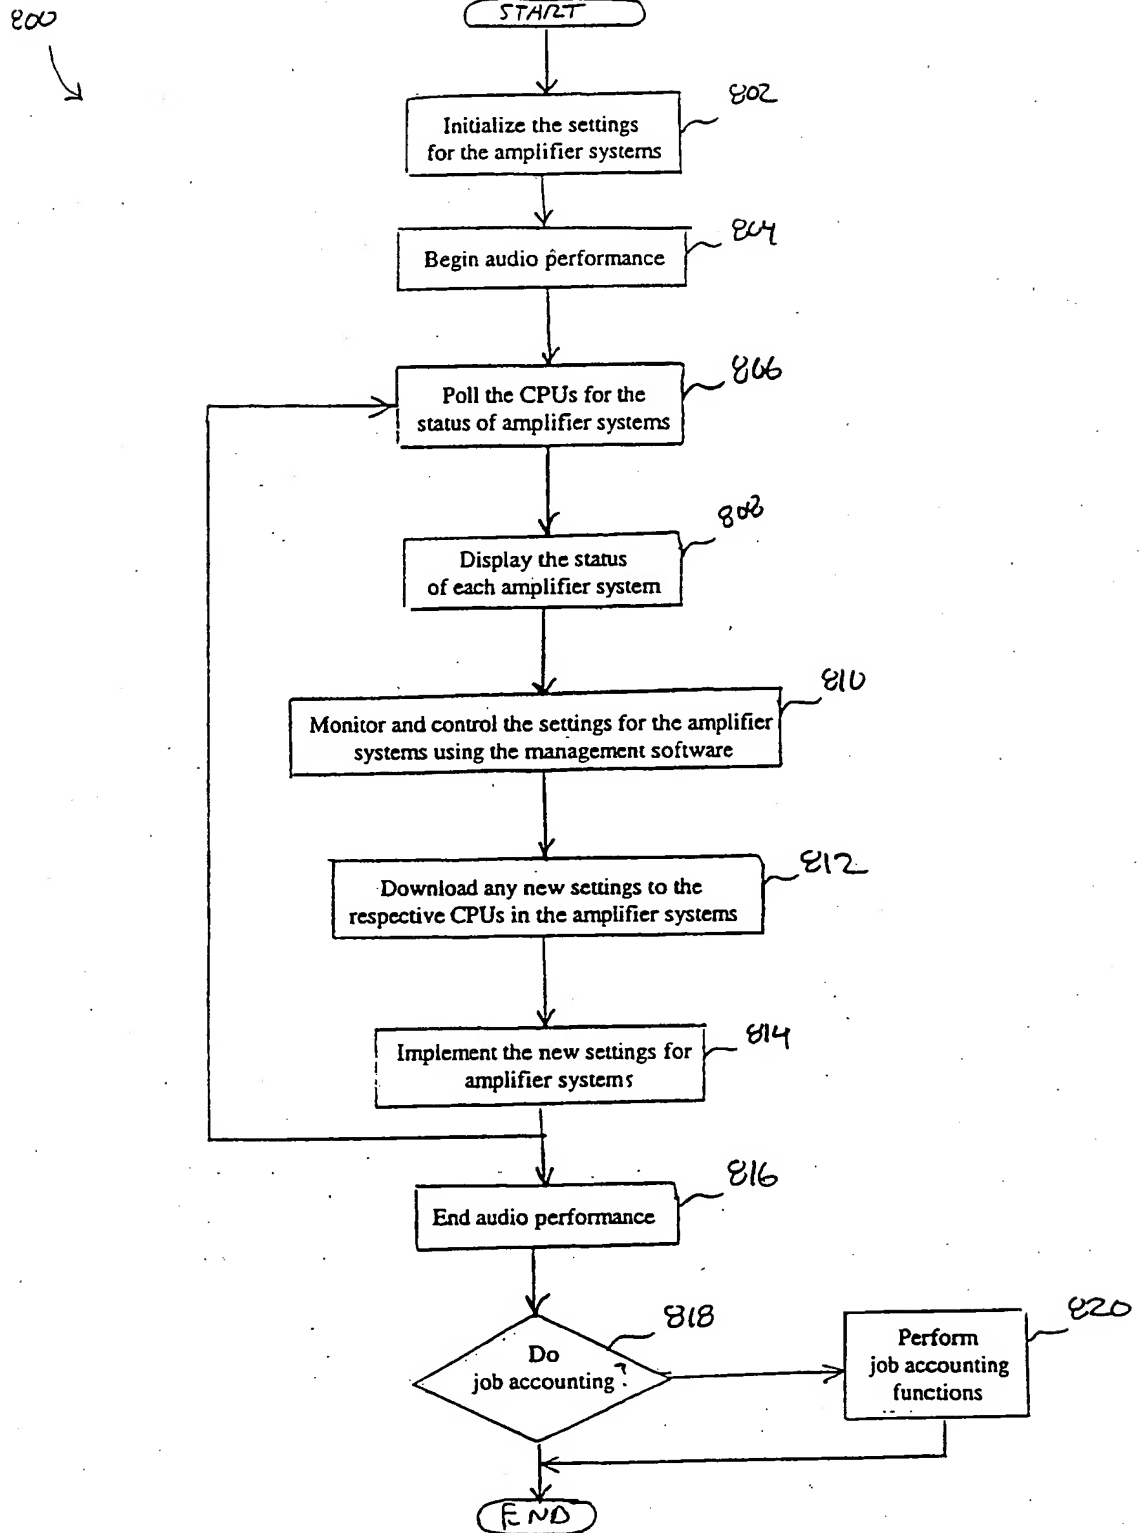 800
START
802
Initialize the settings
for the amplifier systems
804
Begin audio performance
806
Poll the CPUs for the
status of amplifier systems
808
Display the status
of each amplifier system
810
Monitor and control the settings for the amplifier
systems using the management software
812
Download any new settings to the
respective CPUs in the amplifier systems
814
Implement the new settings for
amplifier systems
816
End audio performance
818
Do
job accounting?
820
Perform
job accounting
functions
END